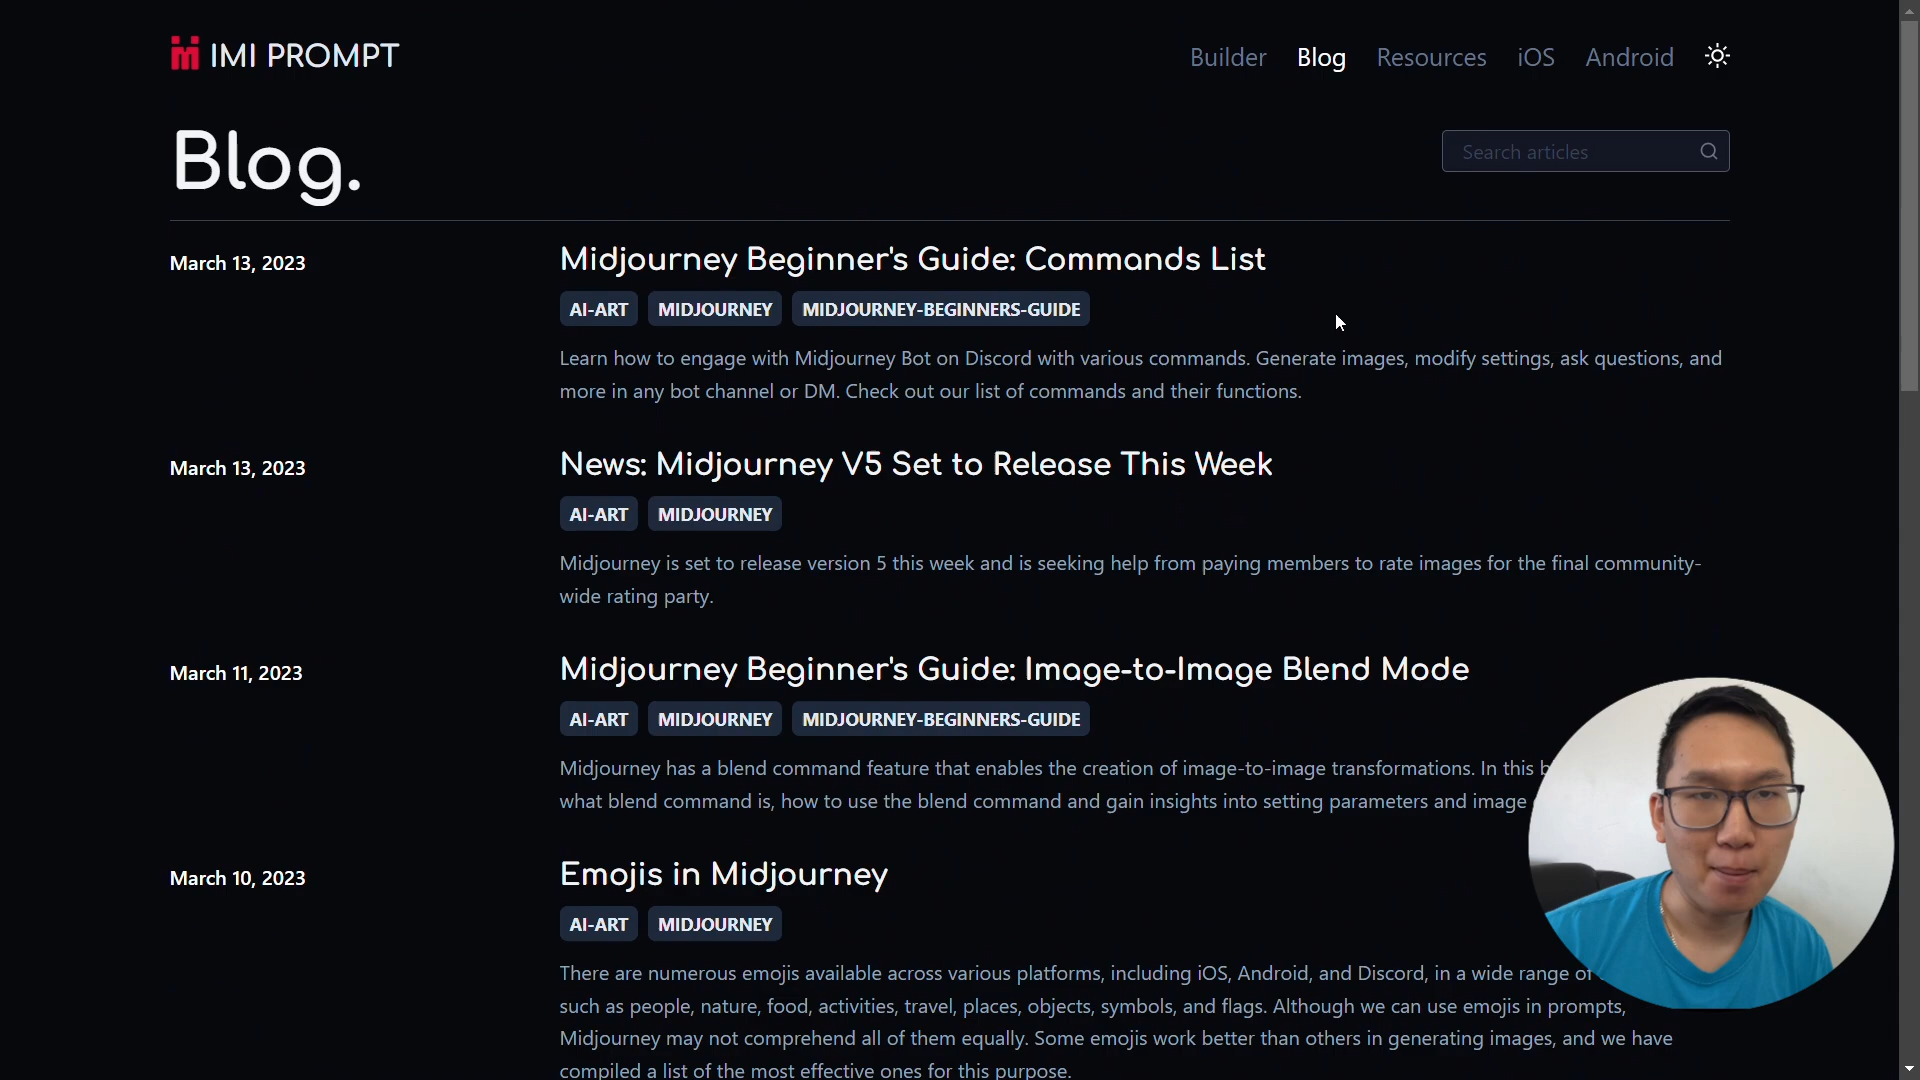 IMI PROMPT
Builder Blog Resources iOS Android
Blog.
Search articles
March 13, 2023
Midjourney Beginner's Guide: Commands List
AI-ART MIDJOURNEY MIDJOURNEY-BEGINNERS-GUIDE
Learn how to engage with Midjourney Bot on Discord with various commands. Generate images, modify settings, ask questions, and
more in any bot channel or DM. Check out our list of commands and their functions.
March 13, 2023
News: Midjourney V5 Set to Release This Week
AI-ART MIDJOURNEY
Midjourney is set to release version 5 this week and is seeking help from paying members to rate images for the final community-
wide rating party.
March 11, 2023
Midjourney Beginner's Guide: Image-to-Image Blend Mode
AI-ART MIDJOURNEY MIDJOURNEY-BEGINNERS-GUIDE
Midjourney has a blend command feature that enables the creation of image-to-image transformations. In this
what blend command is, how to use the blend command and gain insights into setting parameters and image
March 10, 2023
Emojis in Midjourney
AI-ART MIDJOURNEY
There are numerous emojis available across various platforms, including iOS, Android, and Discord, in a wide range of
such as people, nature, food, activities, travel, places, objects, symbols, and flags. Although we can use emojis in prompts,
Midjourney may not comprehend all of them equally. Some emojis work better than others in generating images, and we have
compiled a list of the most effective ones for this purpose.